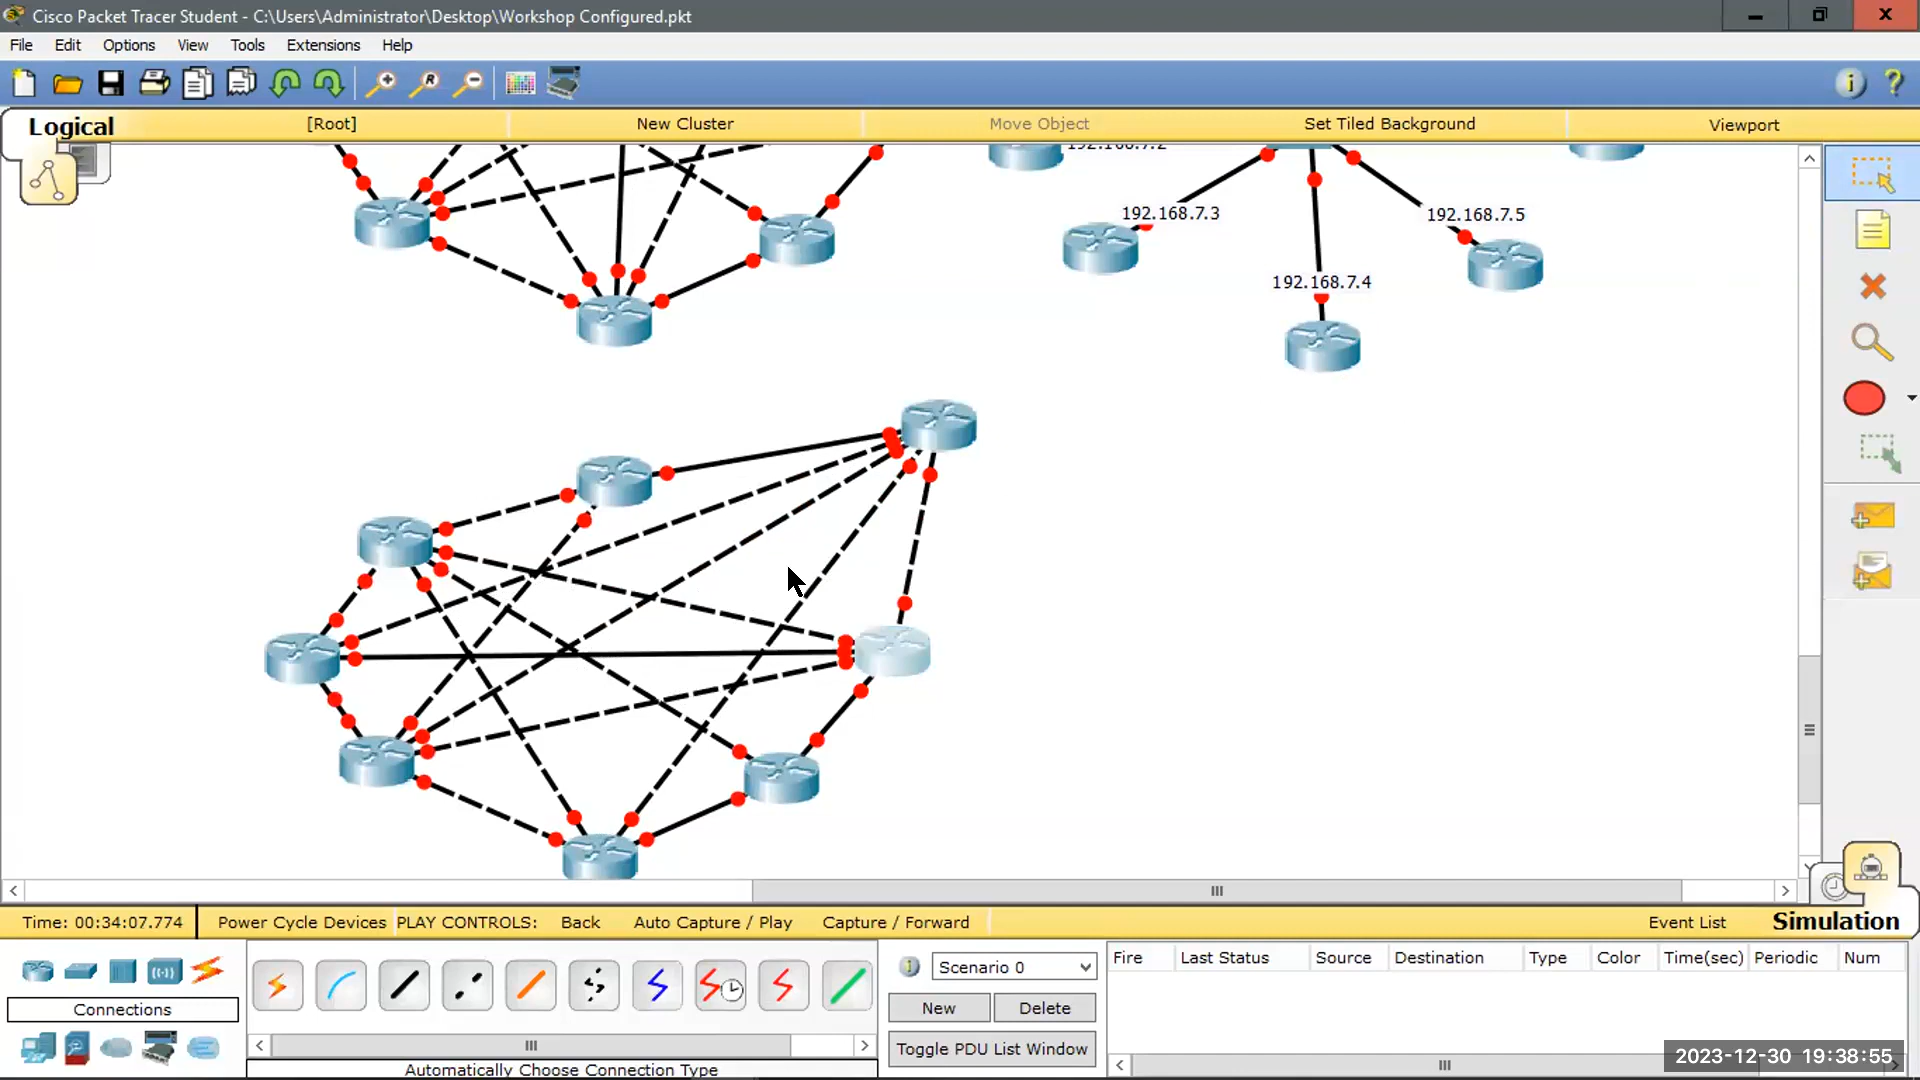 Cisco Packet Tracer Student - C:\Users\Administrator\Desktop\Workshop Configured.pkt
File Edit Options View Tools Extensions Help
Logical [Root] New Cluster Move Object Set Tiled Background Viewport
192.168.7.2
192.168.7.3
192.168.7.5
192.168.7.4
Time: 00:34:07.774 Power Cycle Devices PLAY CONTROLS: Back Auto Capture / Play Capture / Forward Event List Simulation
Scenario 0
Fire Last Status Source Destination Type Color Time(sec) Periodic Num
Connections
New Delete
Toggle PDU List Window
Automatically Choose Connection Type
2023-12-30 19:38:55